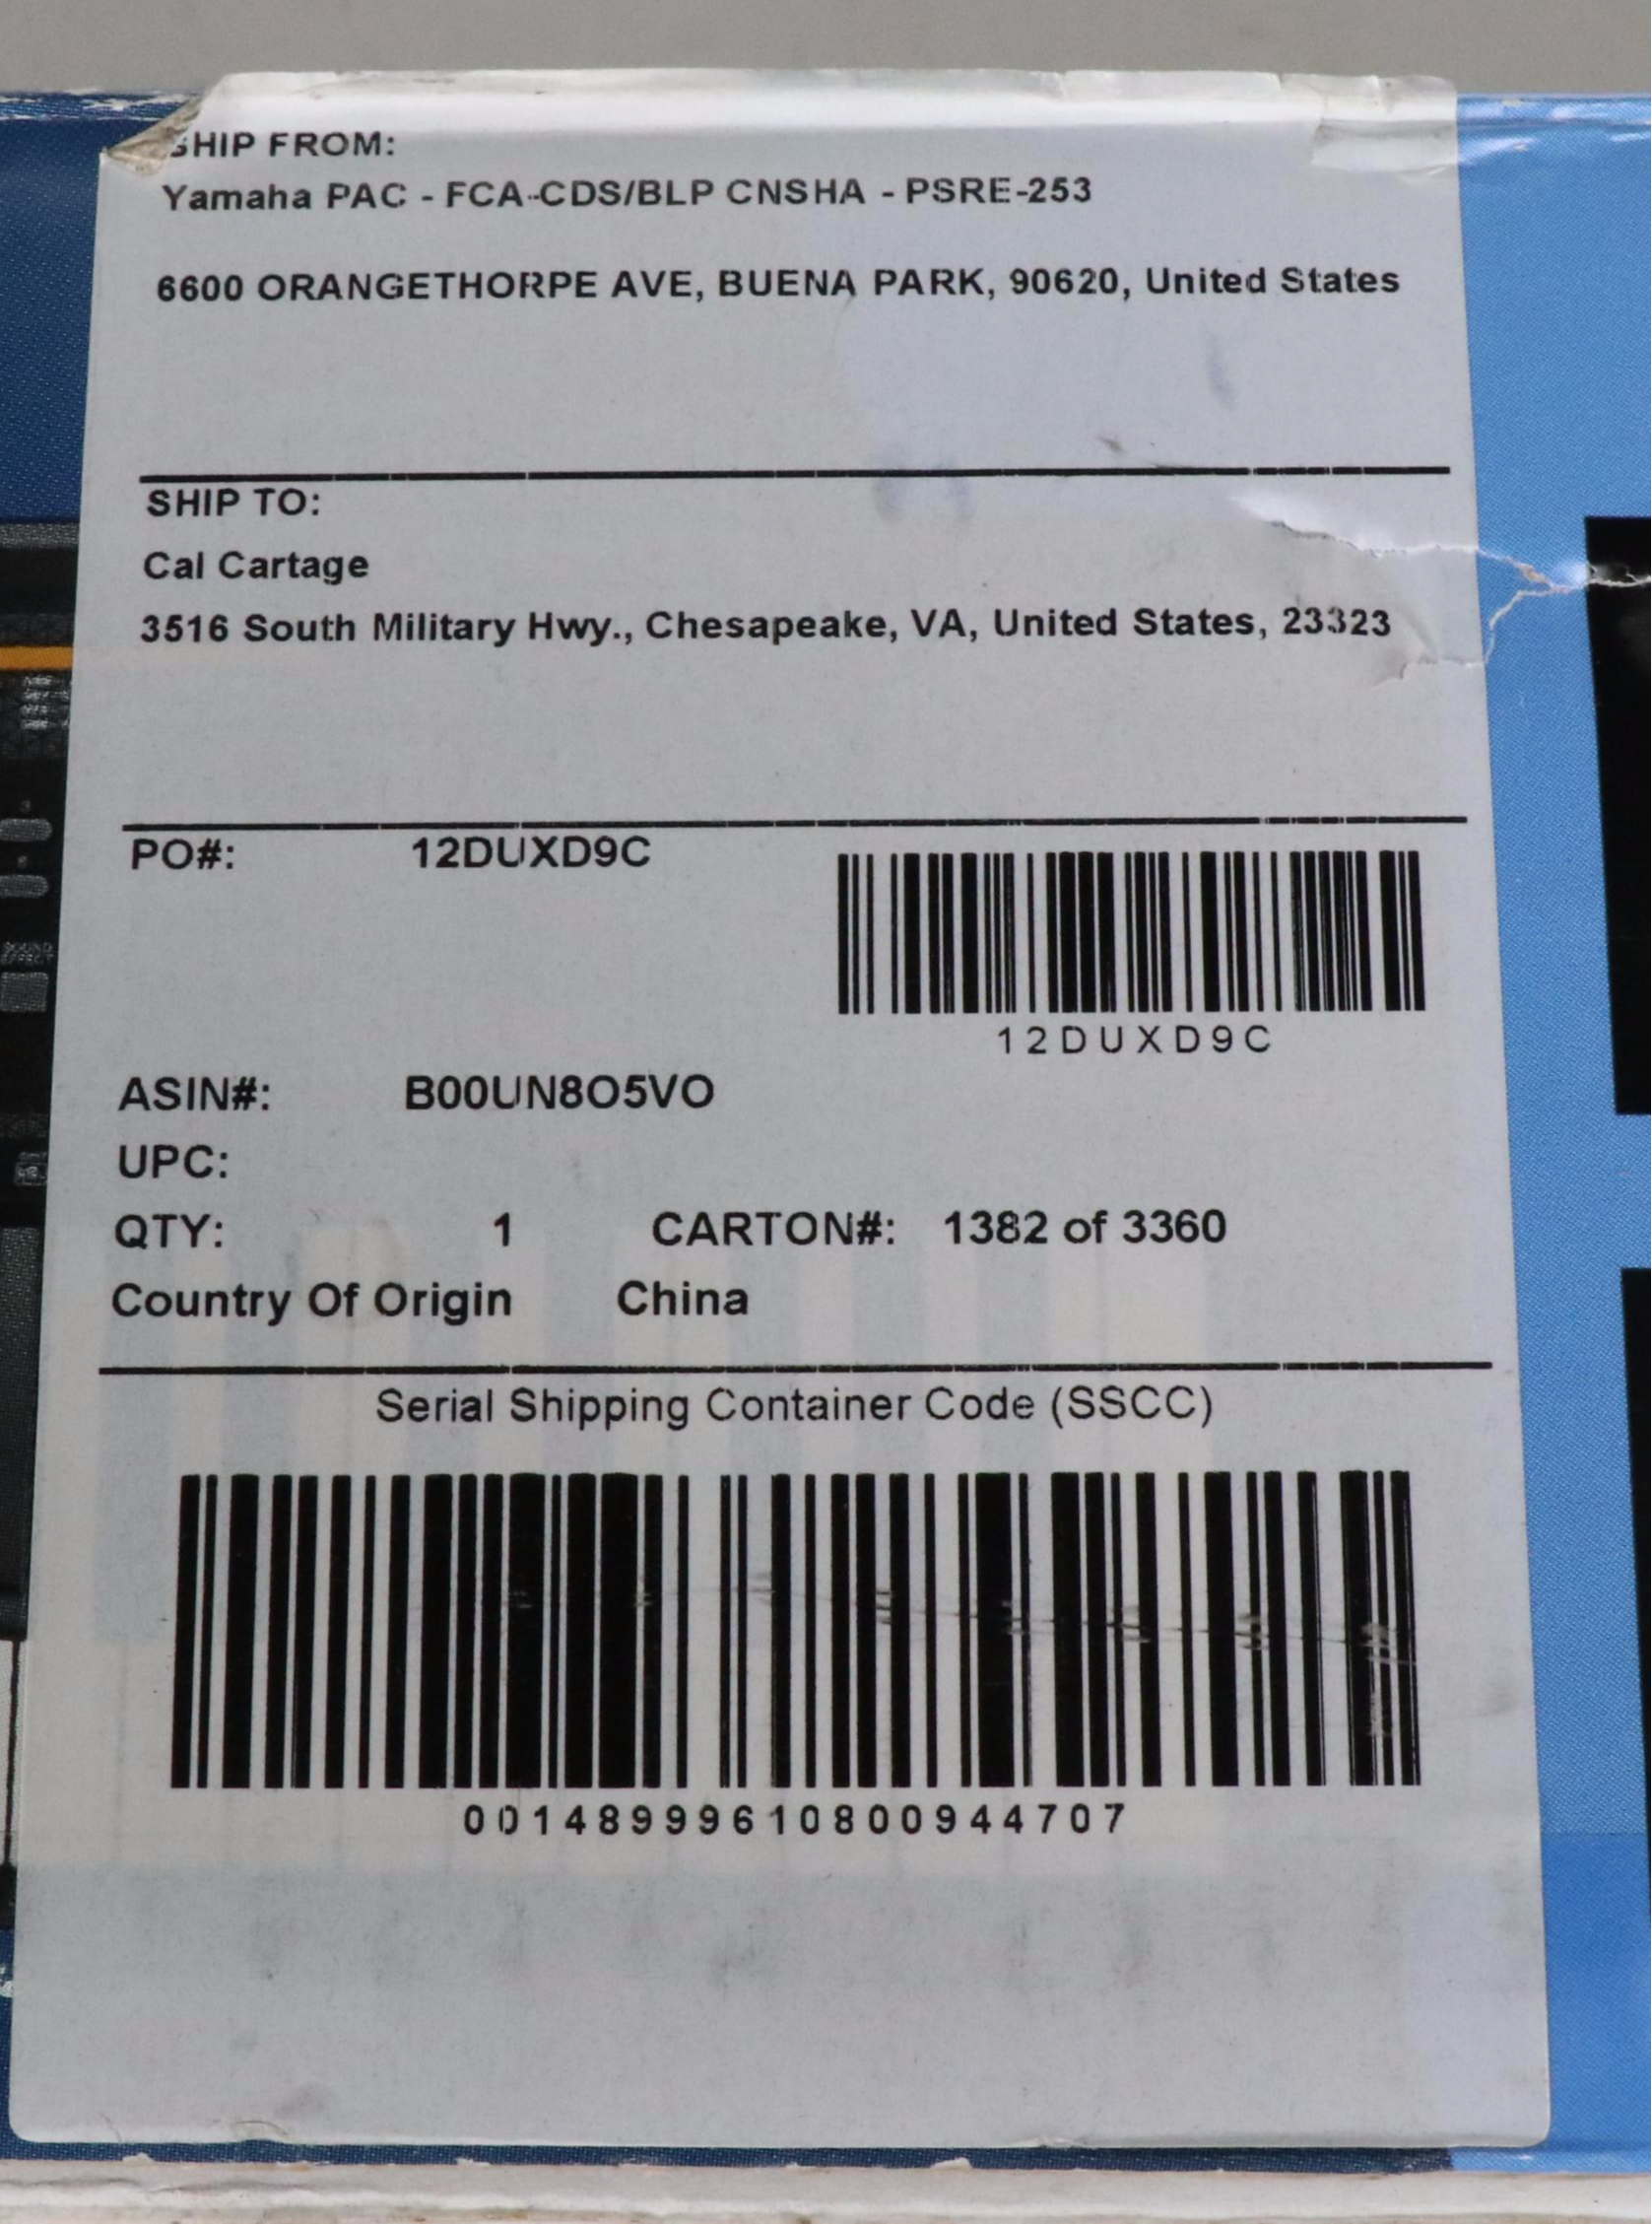 SHIP FROM:
Yamaha PAC - FCA-CDS/BLP CNSHA - PSRE-253
6600 ORANGETHORPE AVE, BUENA PARK, 90620, United States
SHIP TO:
Cal Cartage
3516 South Military Hwy., Chesapeake, VA, United States, 23323
PO#: 12DUXD9C
12DUXD9C
ASIN#: B00UN8O5VO
UPC:
QTY: 1 CARTON#: 1382 of 3360
Country Of Origin China
Serial Shipping Container Code (SSCC)
00148999610800944707